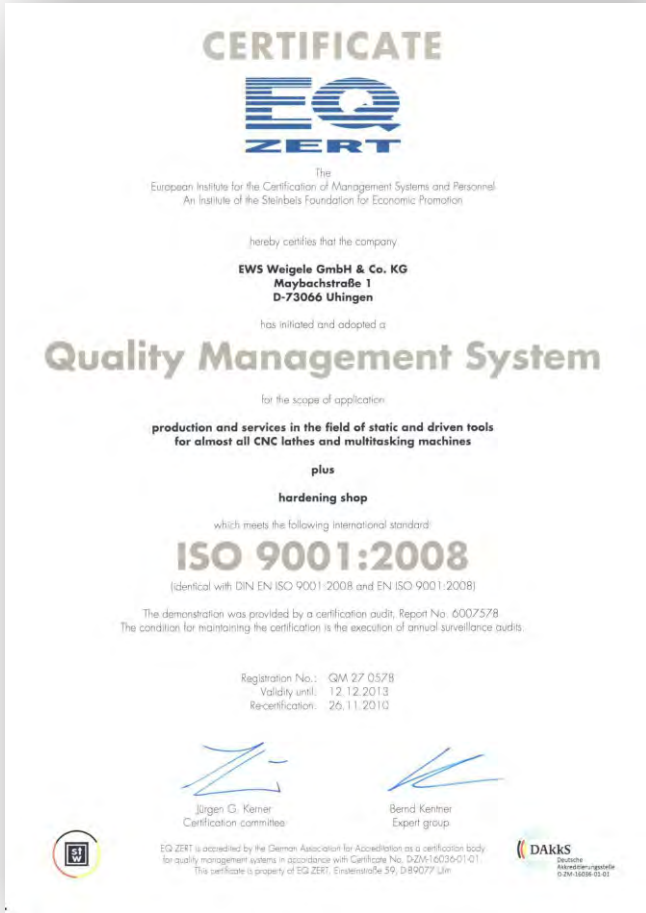 CERTIFICATE
EQ
ZERT
The
European Institute for the Certification of Management Systems and Personnel
An Institute of the Steinbeis Foundation for Economic Promotion
hereby certifies that the company
EWS Weigele GmbH & Co. KG
Maybachstraße 1
D-73066 Uhingen
has initiated and adopted a
Quality Management System
for the scope of application
production and services in the field of static and driven tools
for almost all CNC lathes and multitasking machines
plus
hardening shop
which meets the following international standard
ISO 9001:2008
(identical with DIN EN ISO 9001:2008 and EN ISO 9001:2008)
The demonstration was provided by a certification audit, Report No. 6007578
The condition for maintaining the certification is the execution of annual surveillance audits.
Registration No.: QM 27 0578
Validity until: 12.12.2013
Re-certification: 26.11.2010
Jürgen G. Kerner
Certification committee
Bernd Kentner
Expert group
st
w
EQ ZERT is accredited by the German Association for Accreditation as a certification body
for quality management systems in accordance with Certificate No. D-ZM-16036-01-01.
This certificate is property of EQ ZERT, Einsteinstraße 59, D-89077 Ulm
DAkkS
Deutsche
Akkreditierungsstelle
D-ZM-16036-01-01